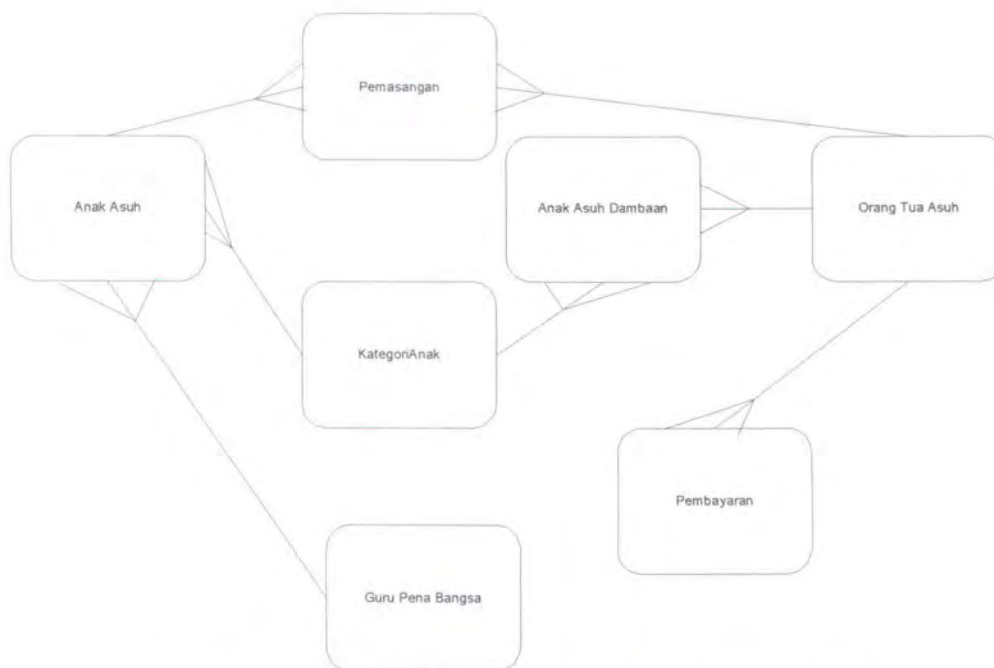 Pemasangan
Anak Asuh
Anak Asuh Dambaan
Orang Tua Asuh
KategoriAnak
Pembayaran
Guru Pena Bangsa